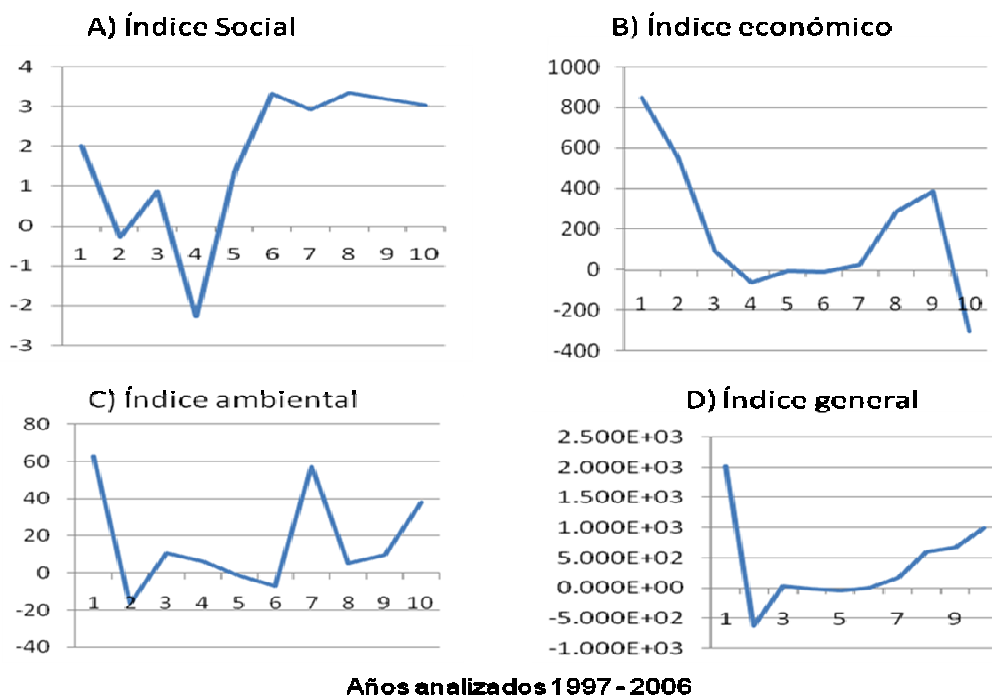 A) Índice Social
4
3
2
1
0
-1
-2
-3
1 2 3 4 5 6 7 8 9 10
B) Índice económico
1000
800
600
400
200
0
-200
-400
1 2 3 4 5 6 7 8 9 10
C) Índice ambiental
80
60
40
20
0
-20
-40
1 2 3 4 5 6 7 8 9 10
D) Índice general
2.500E+03
2.000E+03
1.500E+03
1.000E+03
5.000E+02
0.000E+00
-5.000E+02
-1.000E+03
1 3 5 7 9
Años analizados 1997 - 2006